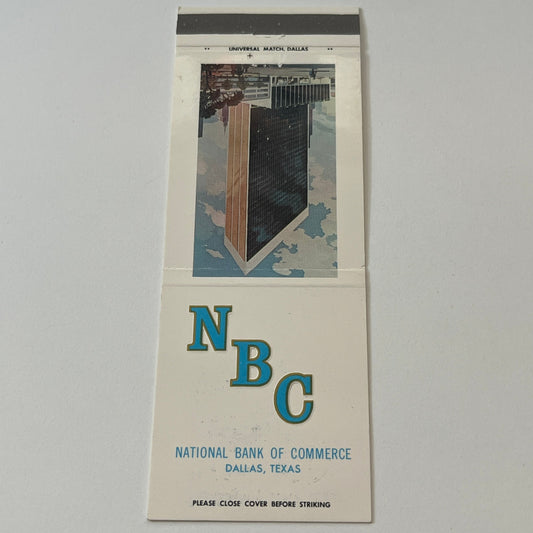 UNIVERSAL MATCH, DALLAS
NBC
NATIONAL BANK OF COMMERCE
DALLAS, TEXAS
PLEASE CLOSE COVER BEFORE STRIKING